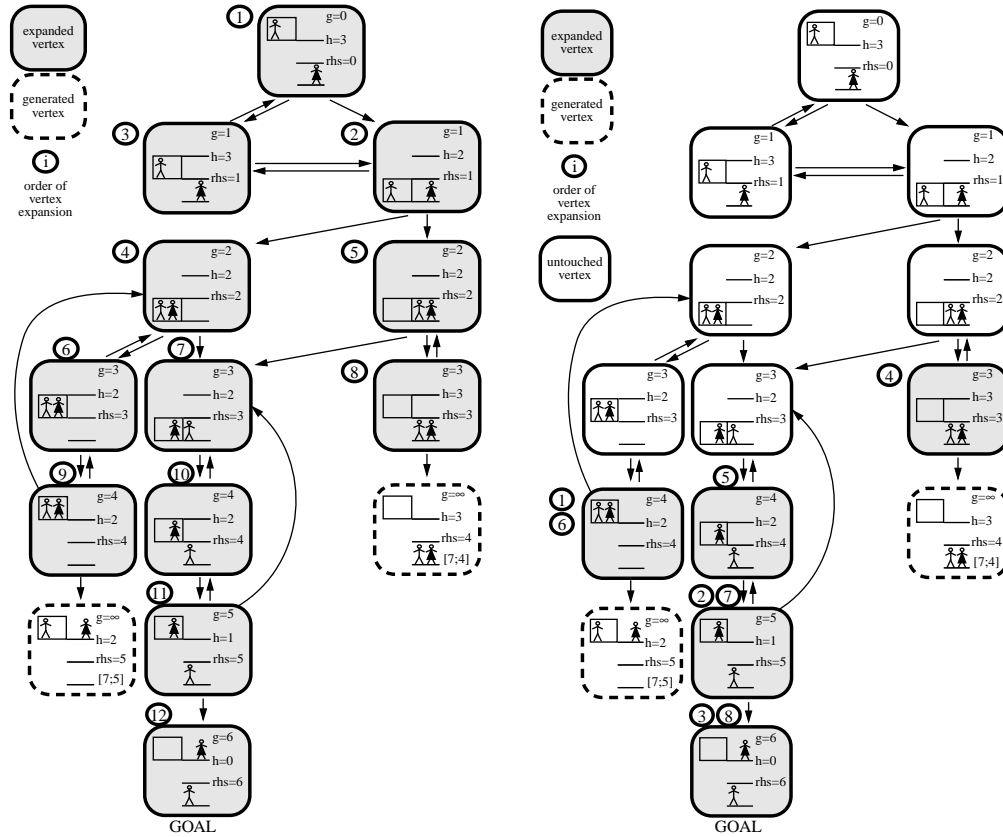 expanded
vertex
generated
vertex
i
order of
vertex
expansion
1
g=0
h=3
rhs=0
3
g=1
h=3
rhs=1
2
g=1
h=2
rhs=1
4
g=2
h=2
rhs=2
5
g=2
h=2
rhs=2
6
g=3
h=2
rhs=3
7
g=3
h=2
rhs=3
8
g=3
h=3
rhs=3
9
g=4
h=2
rhs=4
10
g=4
h=2
rhs=4
g=∞
h=3
rhs=4
[7;4]
g=∞
h=2
rhs=5
[7;5]
11
g=5
h=1
rhs=5
12
g=6
h=0
rhs=6
GOAL
expanded
vertex
generated
vertex
i
order of
vertex
expansion
untouched
vertex
g=0
h=3
rhs=0
g=1
h=3
rhs=1
g=1
h=2
rhs=1
g=2
h=2
rhs=2
g=2
h=2
rhs=2
g=3
h=2
rhs=3
g=3
h=2
rhs=3
4
g=3
h=3
rhs=3
1
6
g=4
h=2
rhs=4
5
g=4
h=2
rhs=4
g=∞
h=3
rhs=4
[7;4]
g=∞
h=2
rhs=5
[7;5]
2 7
g=5
h=1
rhs=5
3 8
g=6
h=0
rhs=6
GOAL